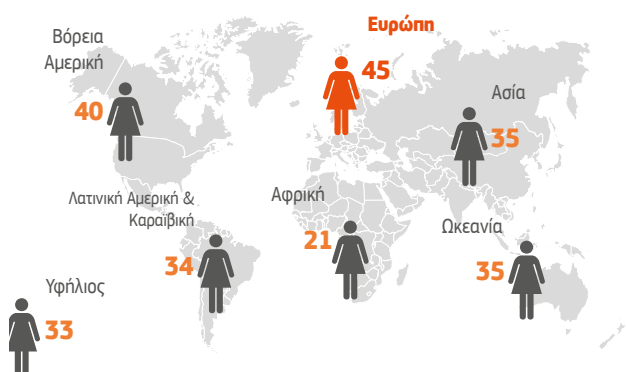 Βόρεια
Αμερική
40
Ευρώπη
45
Ασία
35
Λατινική Αμερική &
Καραϊβική
34
Αφρική
21
Ωκεανία
35
Υφήλιος
33